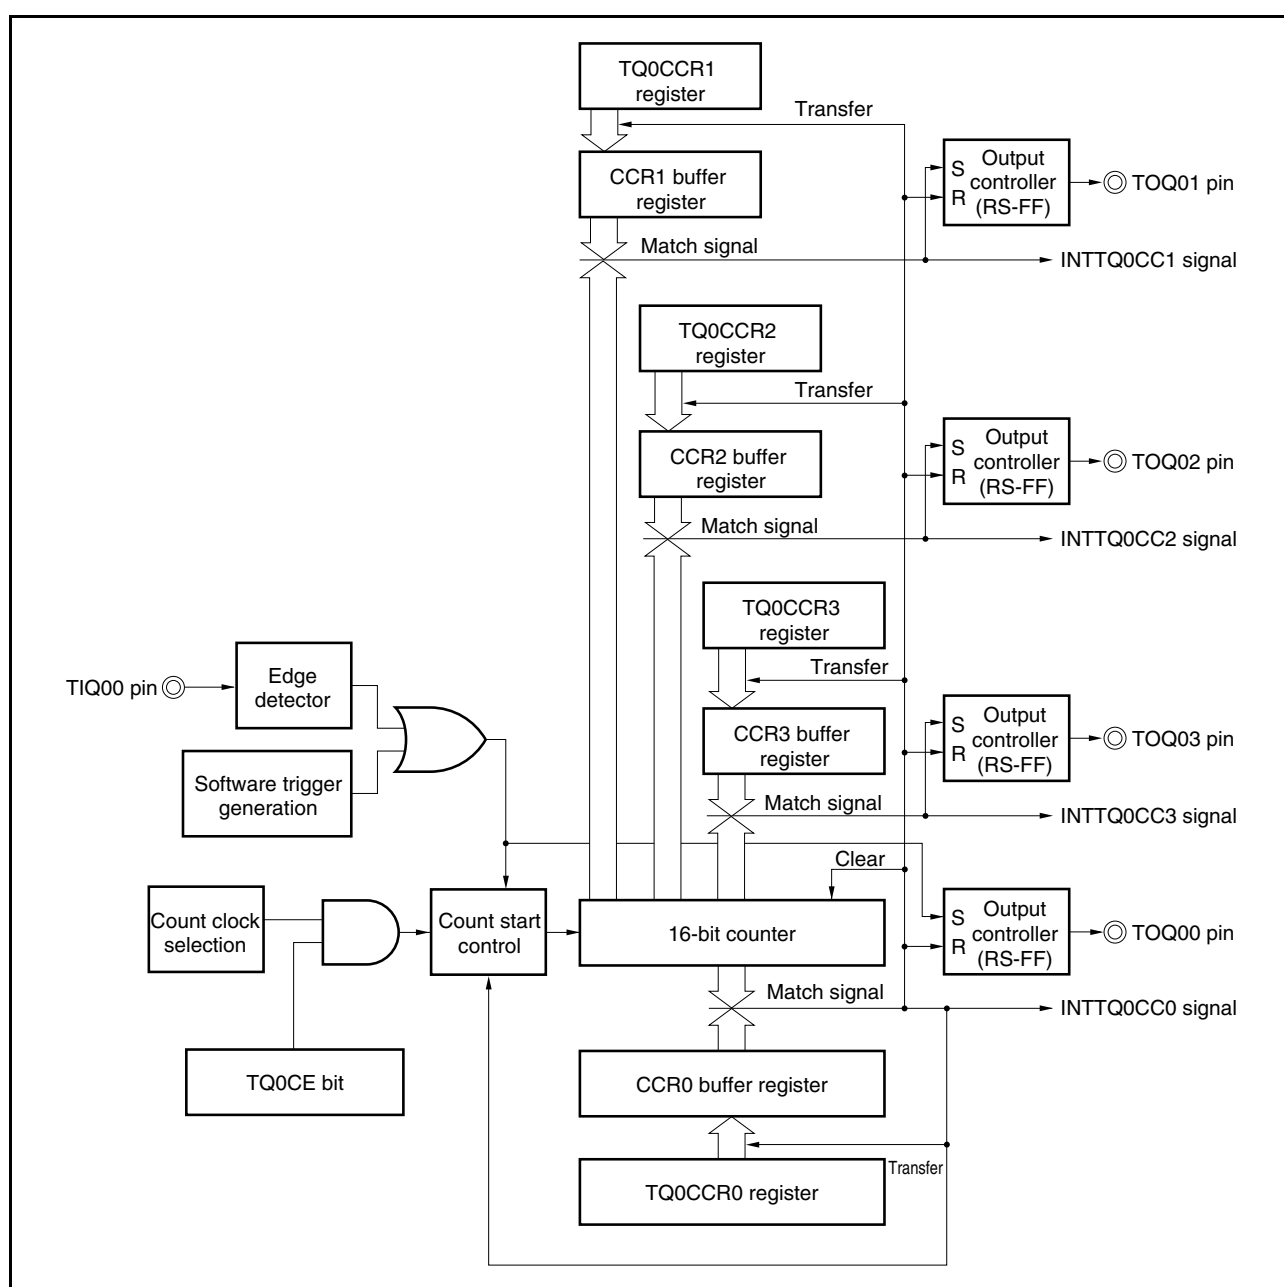 TQ0CCR1
register
Transfer
CCR1 buffer
register
S
R
Output
controller
(RS-FF)
TOQ01 pin
Match signal
INTTQ0CC1 signal
TQ0CCR2
register
Transfer
CCR2 buffer
register
S
R
Output
controller
(RS-FF)
TOQ02 pin
Match signal
INTTQ0CC2 signal
TQ0CCR3
register
Transfer
TIQ00 pin
Edge
detector
CCR3 buffer
register
S
R
Output
controller
(RS-FF)
TOQ03 pin
Software trigger
generation
Match signal
INTTQ0CC3 signal
Clear
Count clock
selection
Count start
control
16-bit counter
S
R
Output
controller
(RS-FF)
TOQ00 pin
Match signal
INTTQ0CC0 signal
TQ0CE bit
CCR0 buffer register
Transfer
TQ0CCR0 register